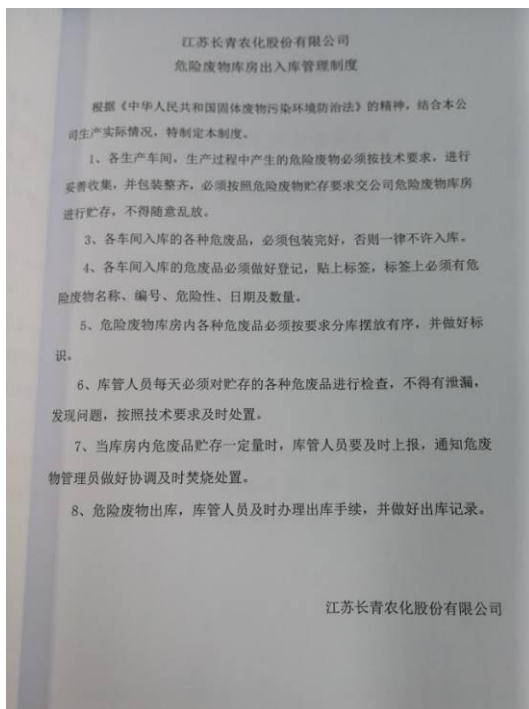 江苏长青农化股份有限公司
危险废物库房出入库管理制度
根据《中华人民共和国固体废物污染环境防治法》的精神，结合本公
司生产实际情况，特制定本制度。
1、各生产车间，生产过程中产生的危险废物必须按技术要求，进行
妥善收集，并包装整齐，必须按照危险废物贮存要求交公司危险废物库房
进行贮存，不得随意乱放。
3、各车间入库的各种危废品，必须包装完好，否则一律不许入库。
4、各车间入库的危废品必须做好登记，贴上标签，标签上必须有危
险废物名称、编号、危险性、日期及数量。
5、危险废物库房内各种危废品必须按要求分库摆放有序，并做好标
识。
6、库管人员每天必须对贮存的各种危废品进行检查，不得有泄漏，
发现问题，按照技术要求及时处置。
7、当库房内危废品贮存一定量时，库管人员要及时上报，通知危废
物管理员做好协调及时焚烧处置。
8、危险废物出库，库管人员及时办理出库手续，并做好出库记录。
江苏长青农化股份有限公司